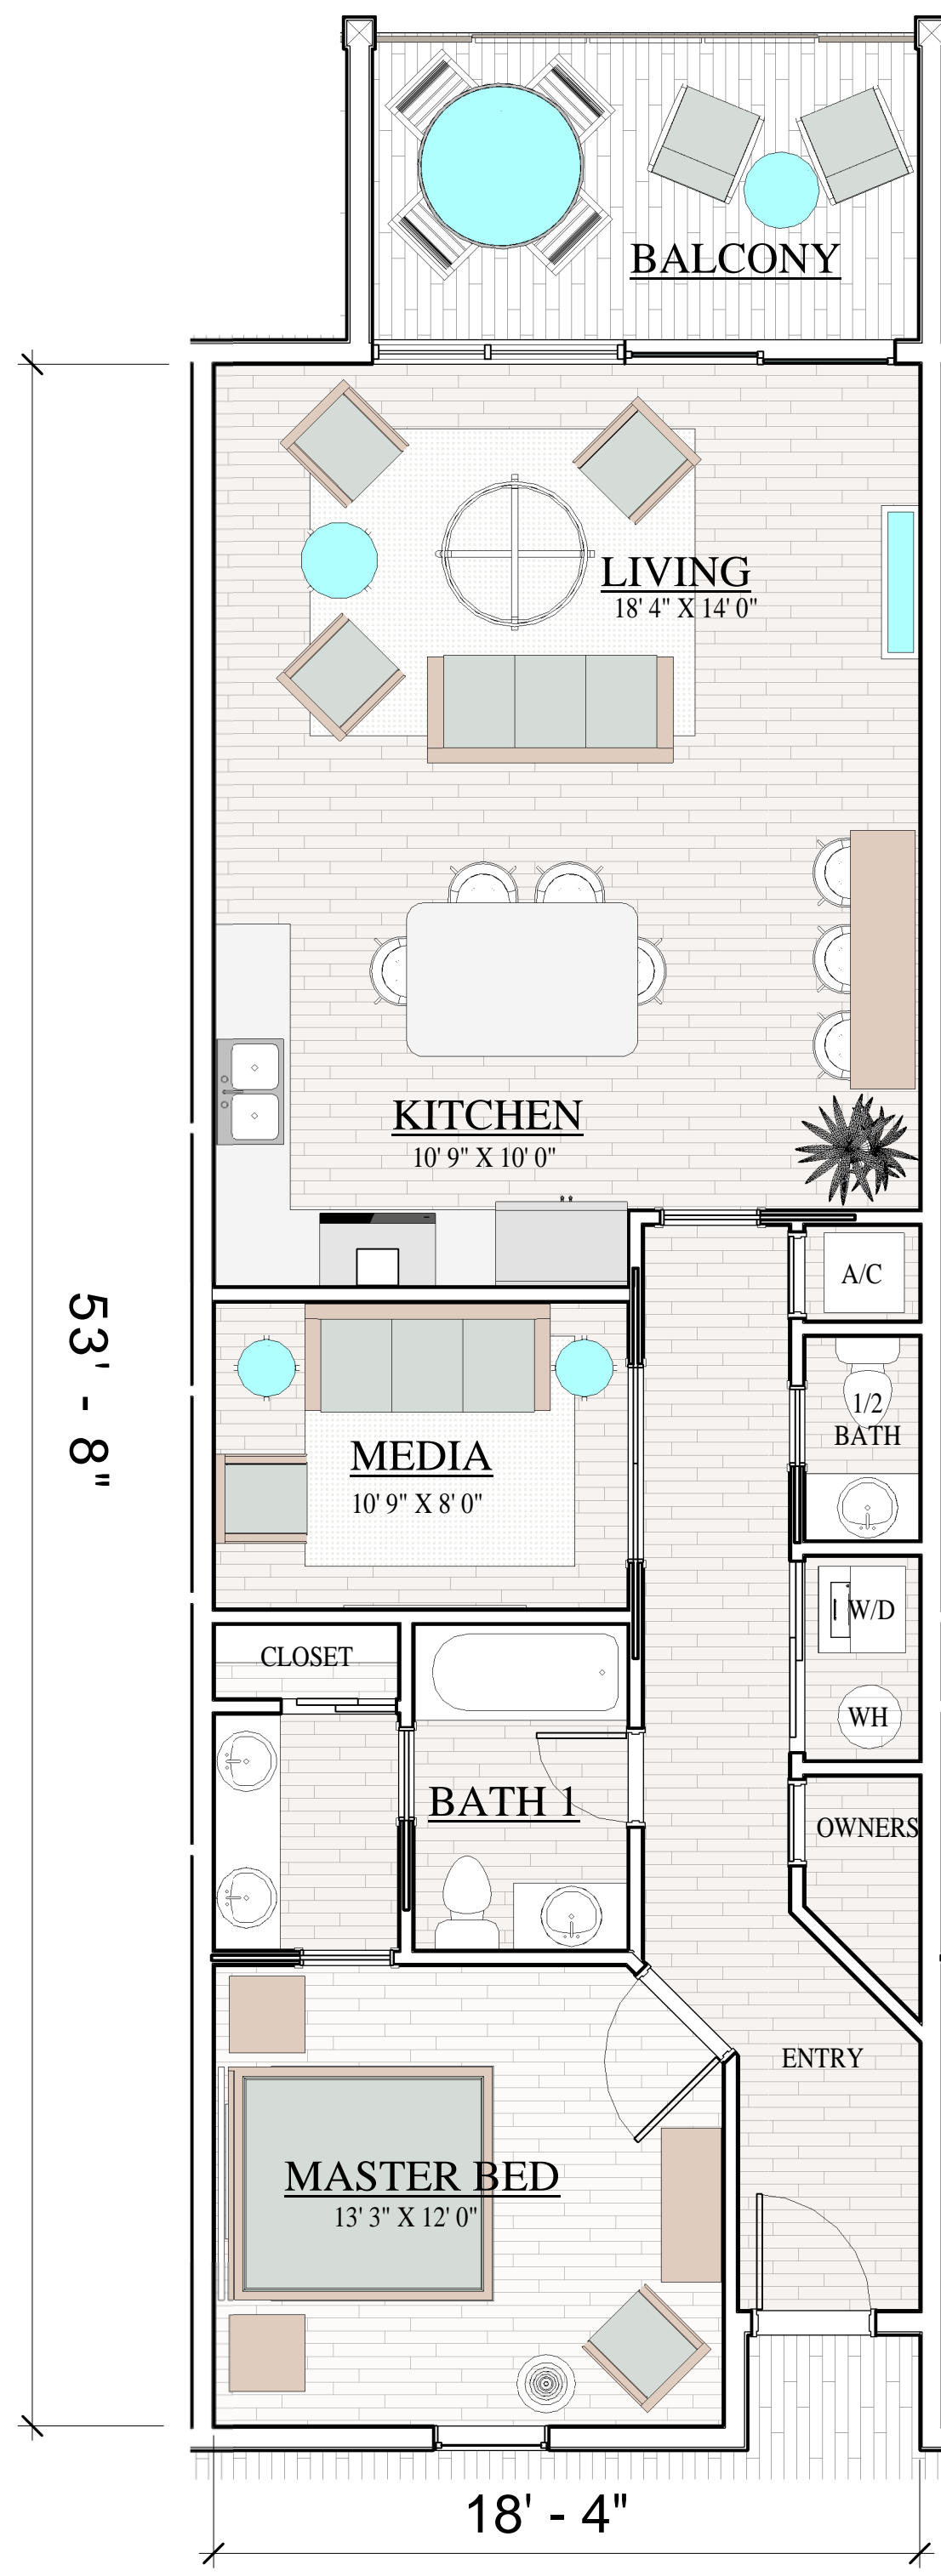 BALCONY
LIVING
18' 4" X 14' 0"
KITCHEN
10' 9" X 10' 0"
A/C
1/2
BATH
MEDIA
10' 9" X 8' 0"
53' - 8"
W/D
CLOSET
WH
BATH 1
OWNERS
ENTRY
MASTER BED
13' 3" X 12' 0"
18' - 4"